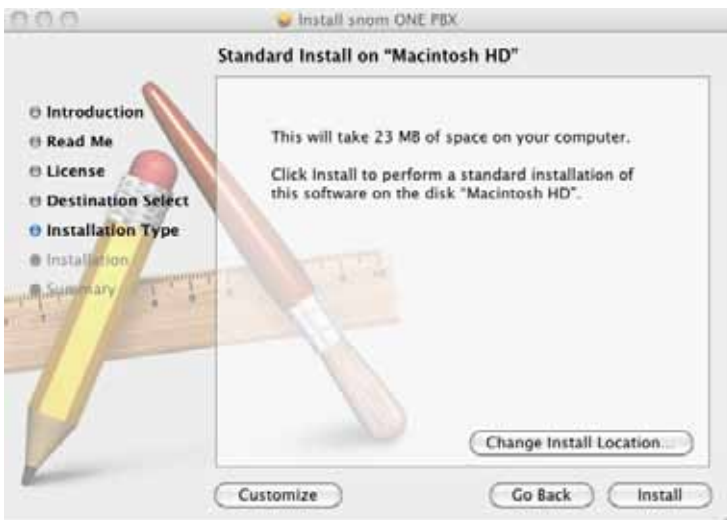 Install snom ONE PBX
Standard Install on "Macintosh HD"
Introduction
Read Me
License
Destination Select
Installation Type
Installation
Summary
This will take 23 MB of space on your computer.
Click Install to perform a standard installation of
this software on the disk "Macintosh HD".
Change Install Location...
Customize
Go Back
Install